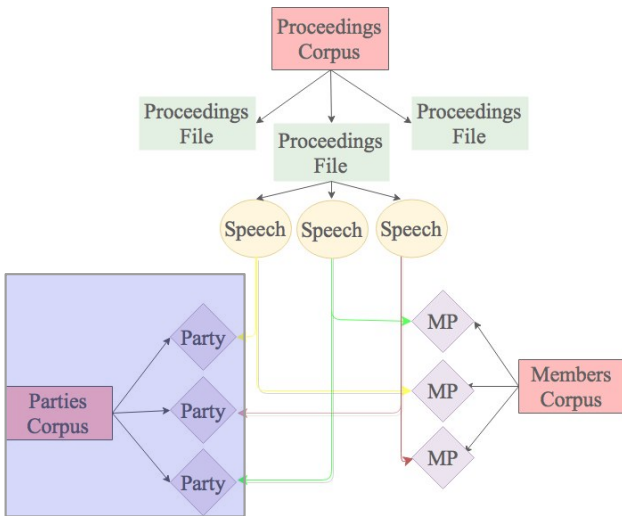 Proceedings
Corpus
Proceedings
File
Proceedings
File
Proceedings
File
Speech
Speech
Speech
Party
Party
Party
Parties
Corpus
MP
MP
MP
Members
Corpus